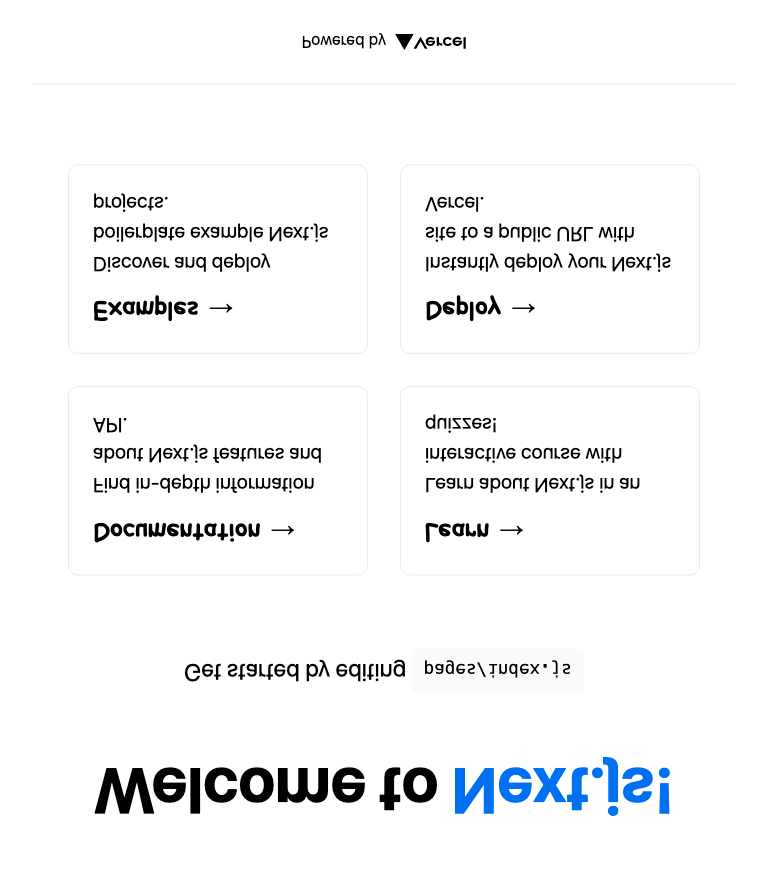 Welcome to Next.js!
Get started by editing pages/index.js
Documentation →
Find in-depth information
about Next.js features and
API.
Learn →
Learn about Next.js in an
interactive course with
quizzes!
Examples →
Discover and deploy
boilerplate example Next.js
projects.
Deploy →
Instantly deploy your Next.js
site to a public URL with
Vercel.
Powered by Vercel